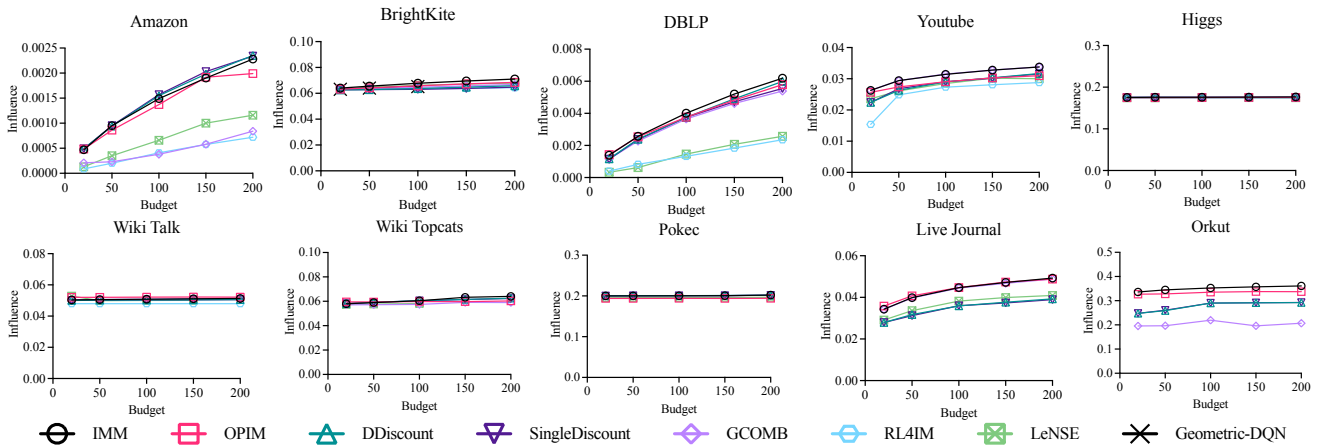 Amazon
BrightKite
DBLP
Youtube
Higgs
0.0025
0.0020
0.0015
0.0010
0.0005
0.0000
Influence
0 50 100 150 200
Budget
0.10
0.08
0.06
0.04
0.02
0.00
Influence
0 50 100 150 200
Budget
0.008
0.006
0.004
0.002
0.000
Influence
0 50 100 150 200
Budget
0.04
0.03
0.02
0.01
0.00
Influence
0 50 100 150 200
Budget
0.3
0.2
0.1
0.0
Influence
0 50 100 150 200
Budget
Wiki Talk
Wiki Topcats
Pokec
Live Journal
Orkut
0.08
0.06
0.04
0.02
0.00
Influence
0 50 100 150 200
Budget
0.10
0.08
0.06
0.04
0.02
0.00
Influence
0 50 100 150 200
Budget
0.3
0.2
0.1
0.0
Influence
0 50 100 150 200
Budget
0.06
0.04
0.02
0.00
Influence
0 50 100 150 200
Budget
0.5
0.4
0.3
0.2
0.1
0.0
Influence
0 50 100 150 200
Budget
IMM OPIM DDiscount SingleDiscount GCOMB RL4IM LeNSE Geometric-DQN